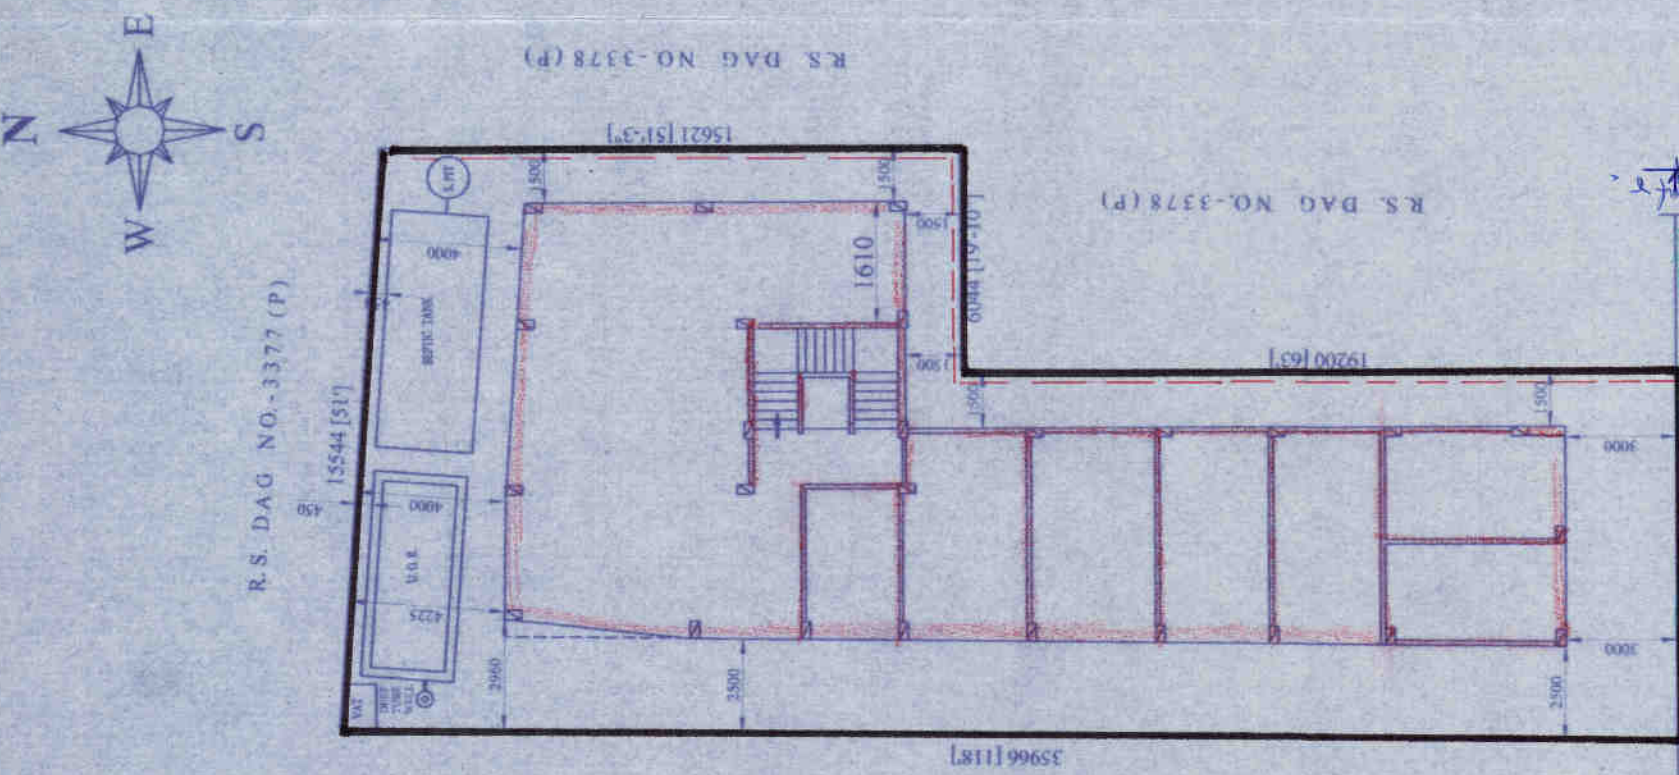 N
E
S
W
R.S. DAG NO.-3378 (P)
15621 [51'-3"]
R.S. DAG NO.-3378 (P)
R.S. DAG NO.-3377 (P)
15544 [51']
450
S.PIT
SEPTIC TANK
4000
U.G.R.
4000
4225
VAT
DEEP TUBE WELL
1500
1500
1500
1610
6044 [19'-10"]
1500
1500
19200 [63']
1500
3000
3000
2960
2500
2500
35966 [118']